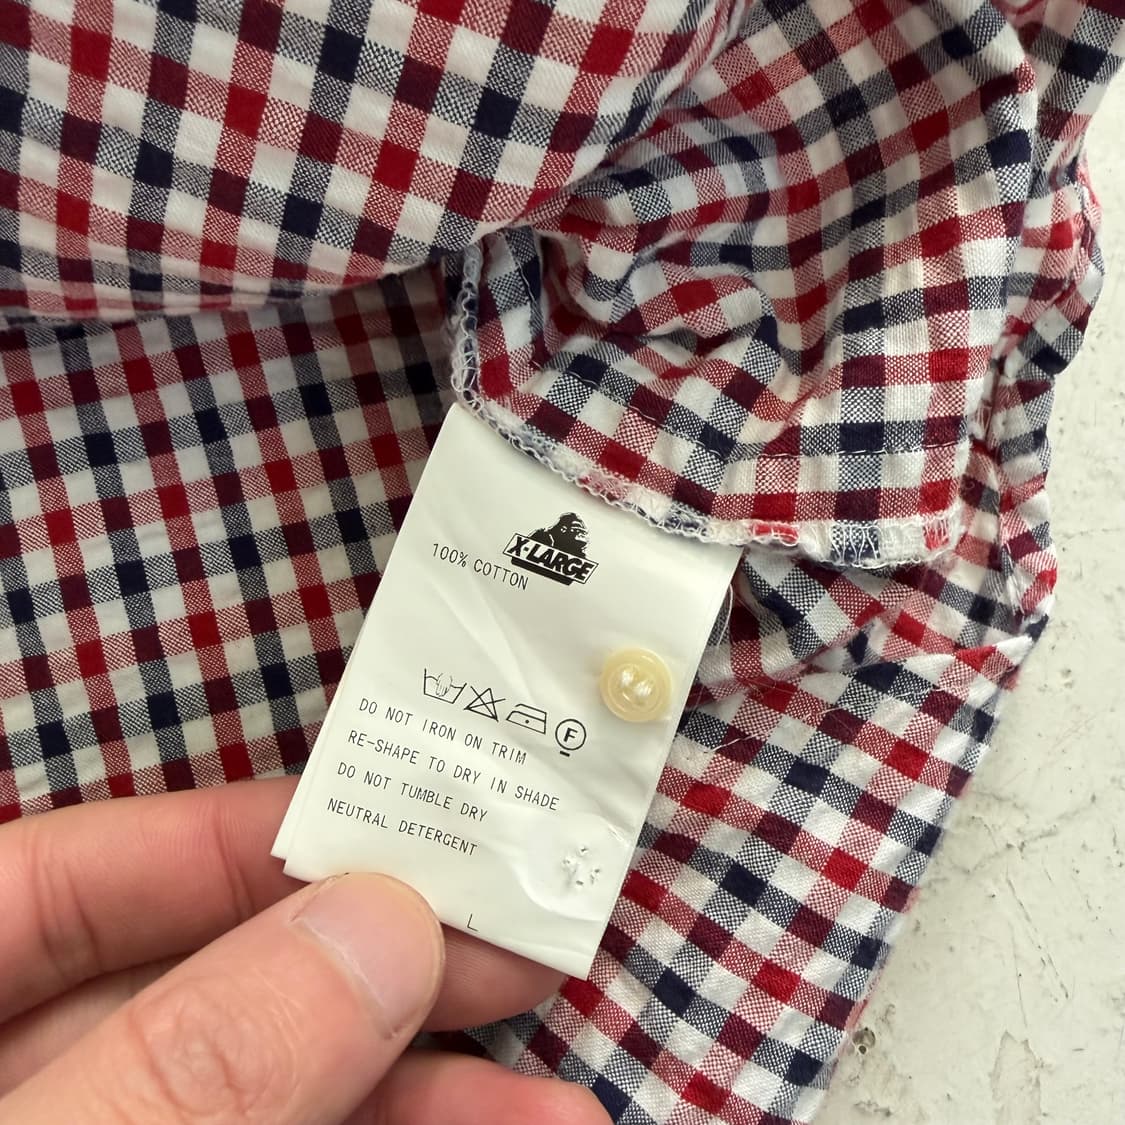 X-LARGE
100% COTTON
F
DO NOT IRON ON TRIM
RE-SHAPE TO DRY IN SHADE
DO NOT TUMBLE DRY
NEUTRAL DETERGENT
L